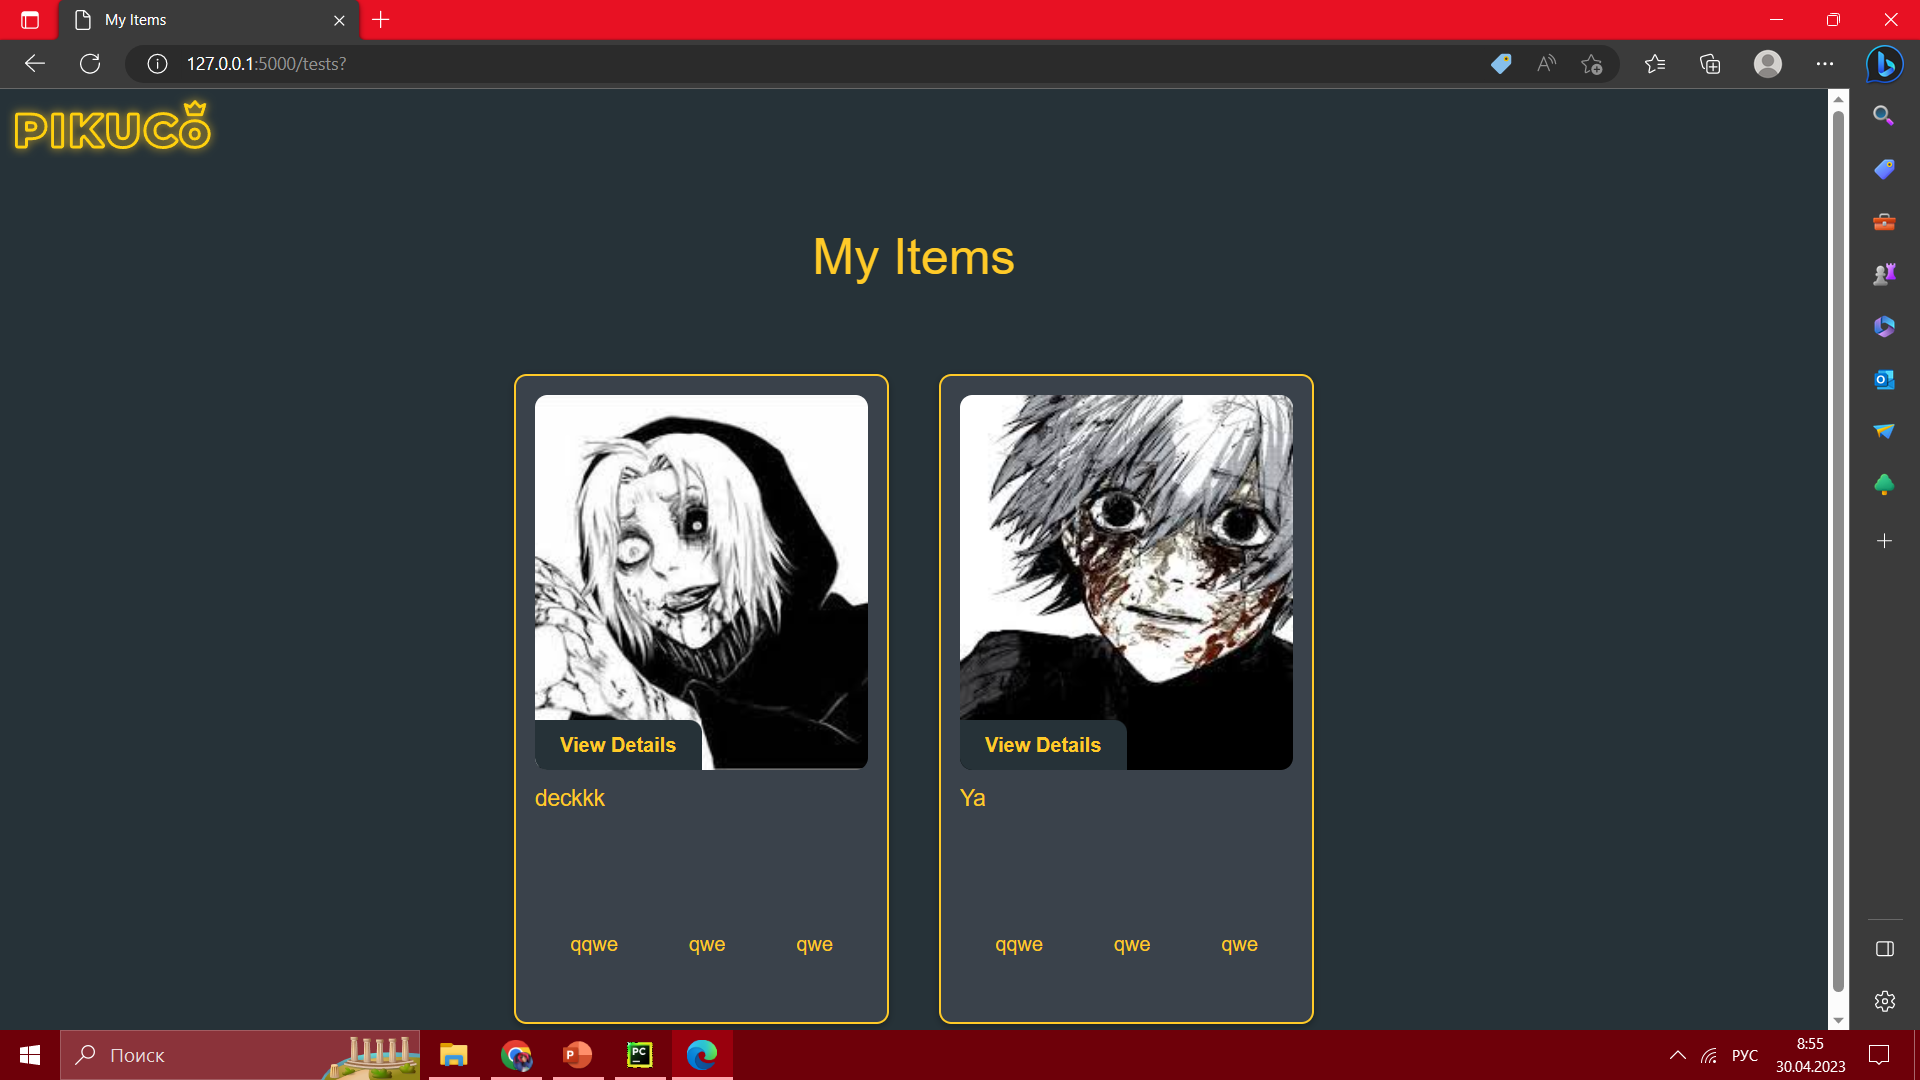 My Items
127.0.0.1:5000/tests?
PIKUCO
My Items
View Details
View Details
deckkk
Ya
qqwe qwe qwe
qqwe qwe qwe
Поиск
P
PC
РУС
8:55
30.04.2023